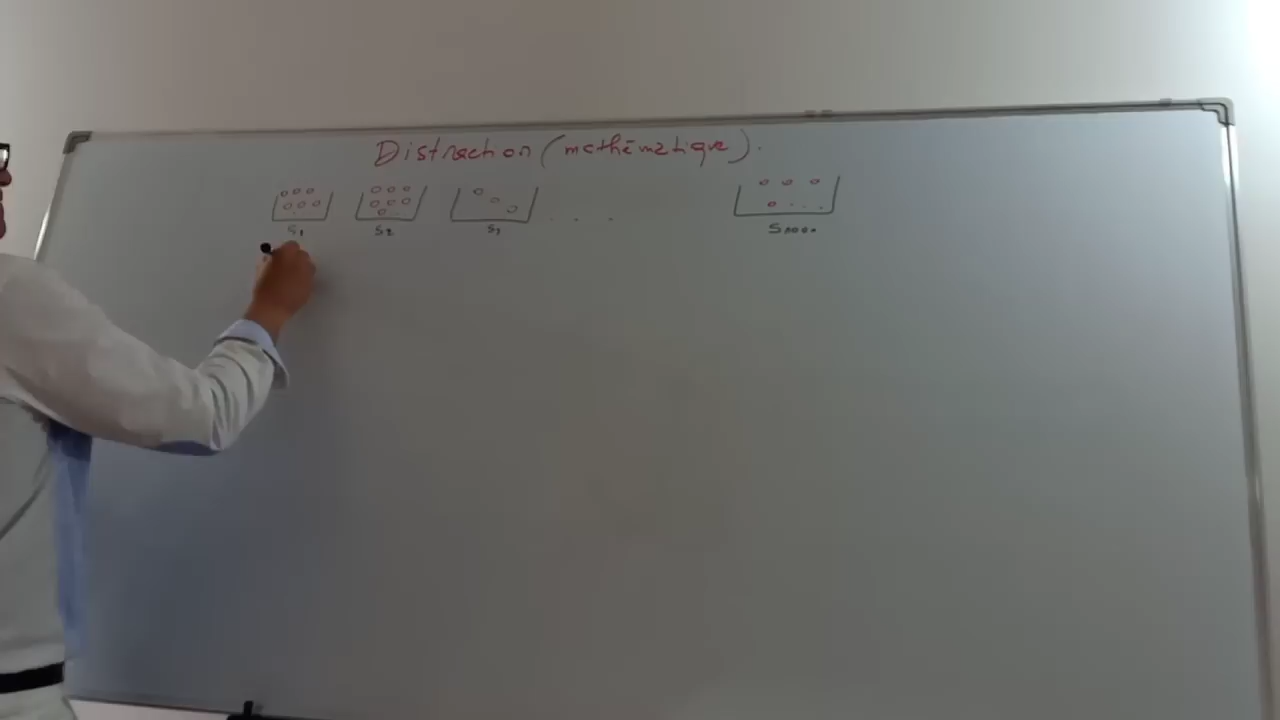 Distraction (mathématique).
S₁ S₂ S₃ . . . S₁₀₀₀